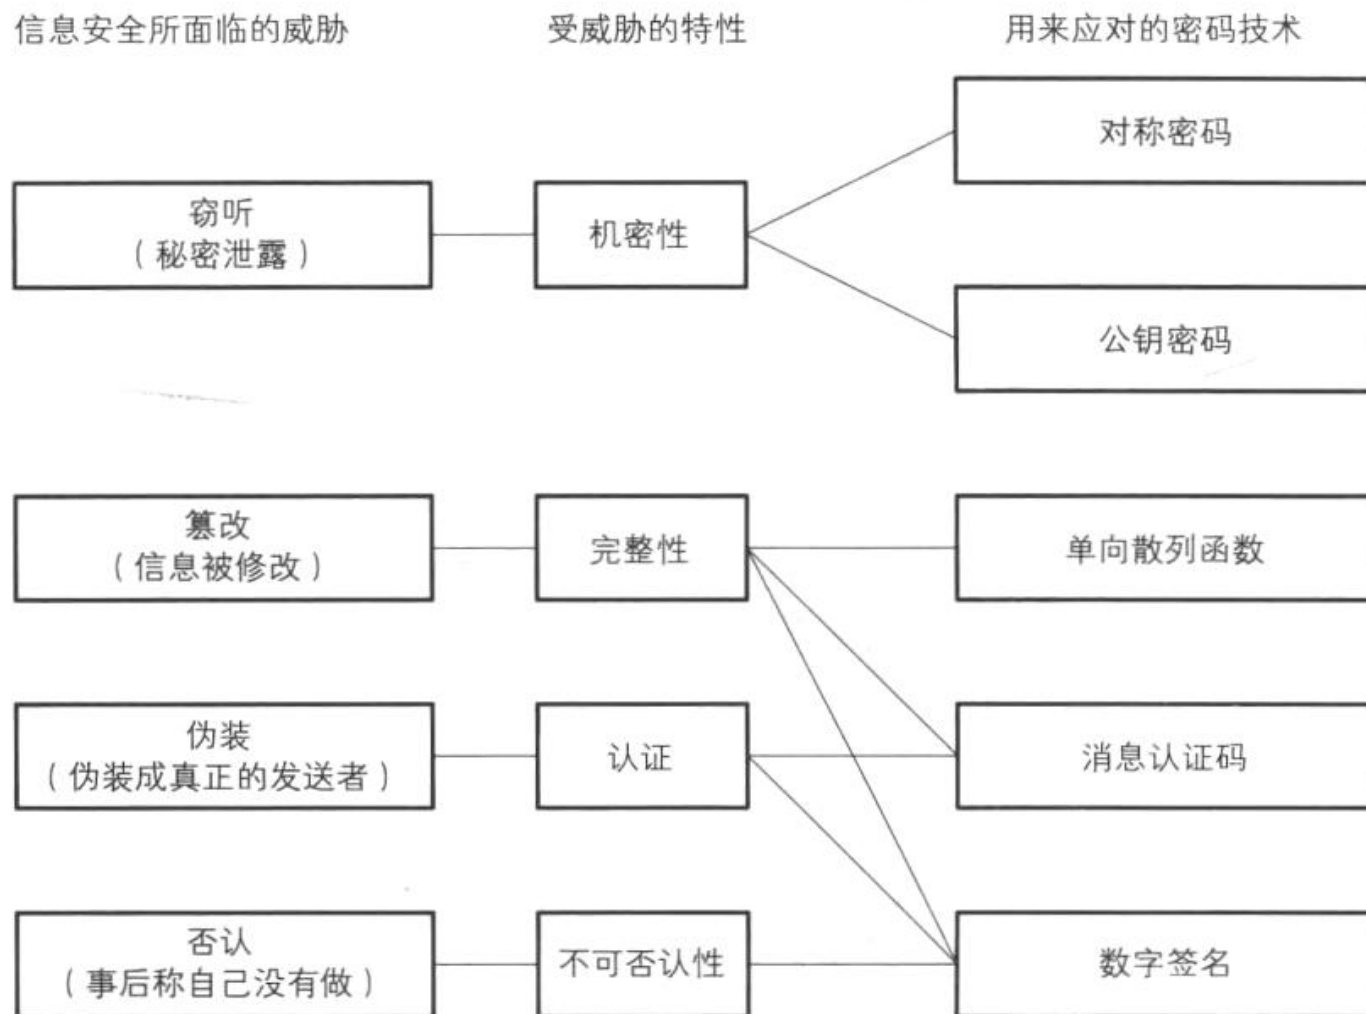 信息安全所面临的威胁
受威胁的特性
用来应对的密码技术
对称密码
窃听
（秘密泄露）
机密性
公钥密码
篡改
（信息被修改）
完整性
单向散列函数
伪装
（伪装成真正的发送者）
认证
消息认证码
否认
（事后称自己没有做）
不可否认性
数字签名